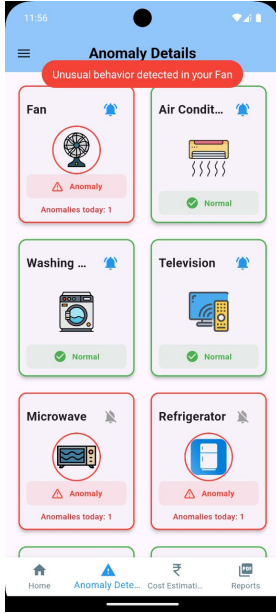 11:56
Anomaly Details
Unusual behavior detected in your Fan
Fan
Air Condit...
Anomaly
Normal
Anomalies today: 1
Washing ...
Television
Normal
Normal
Microwave
Refrigerator
Anomaly
Anomaly
Anomalies today: 1
Anomalies today: 1
PDF
Home
Anomaly Dete...
Cost Estimati...
Reports